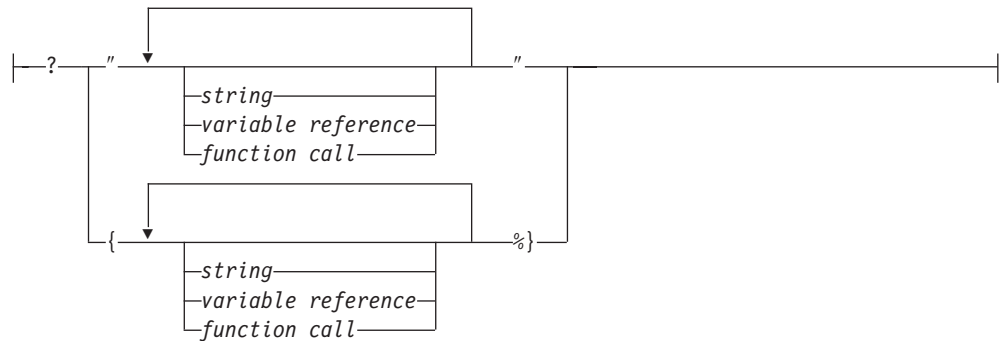 ? " "
string
variable reference
function call
{ %}
string
variable reference
function call